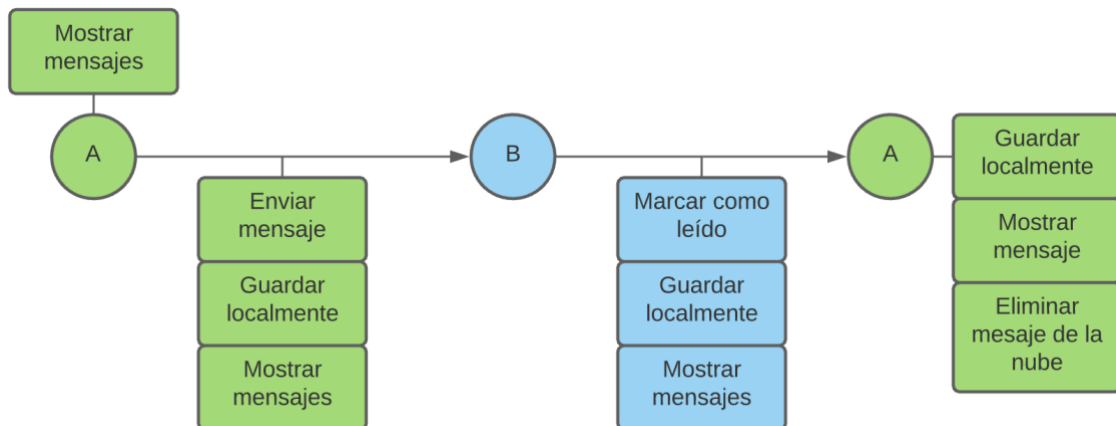 Mostrar
mensajes
A
Enviar
mensaje
Guardar
localmente
Mostrar
mensajes
B
Marcar como
leído
Guardar
localmente
Mostrar
mensajes
A
Guardar
localmente
Mostrar
mensaje
Eliminar
mesaje de la
nube